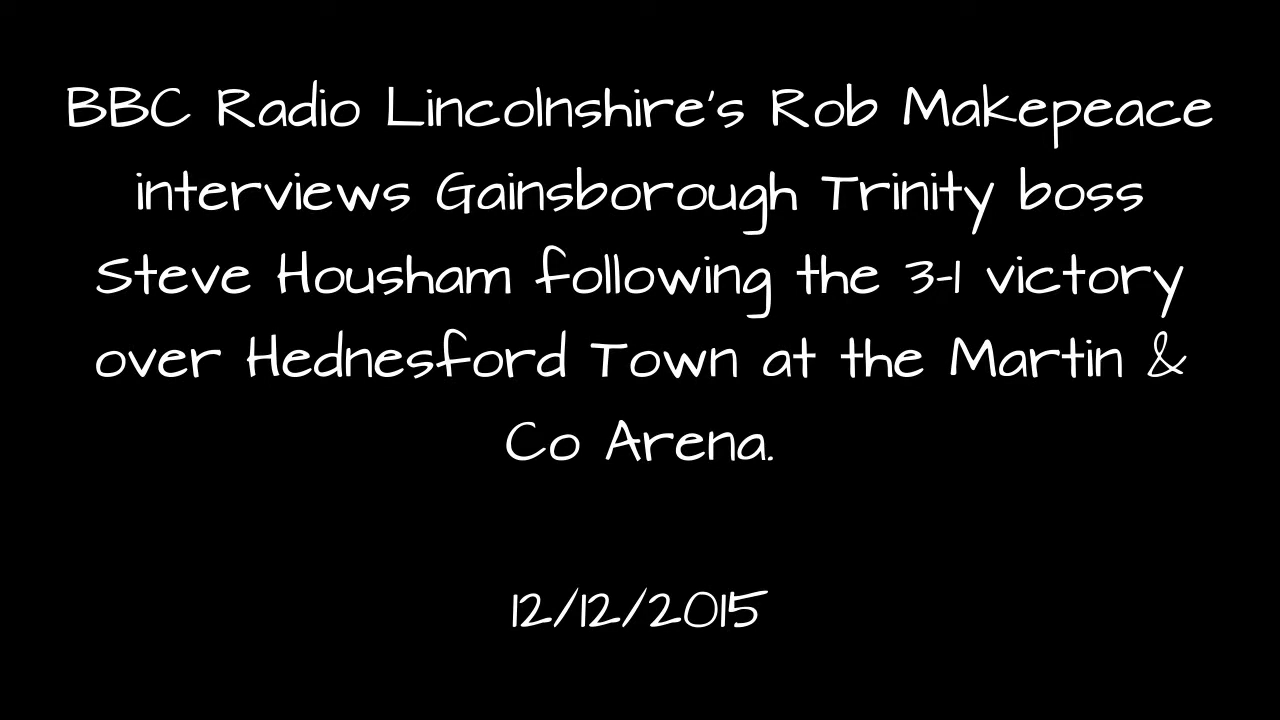 BBC Radio Lincolnshire's Rob Makepeace
interviews Gainsborough Trinity boss
Steve Housham following the 3-1 victory
over Hednesford Town at the Martin &
Co Arena.
12/12/2015